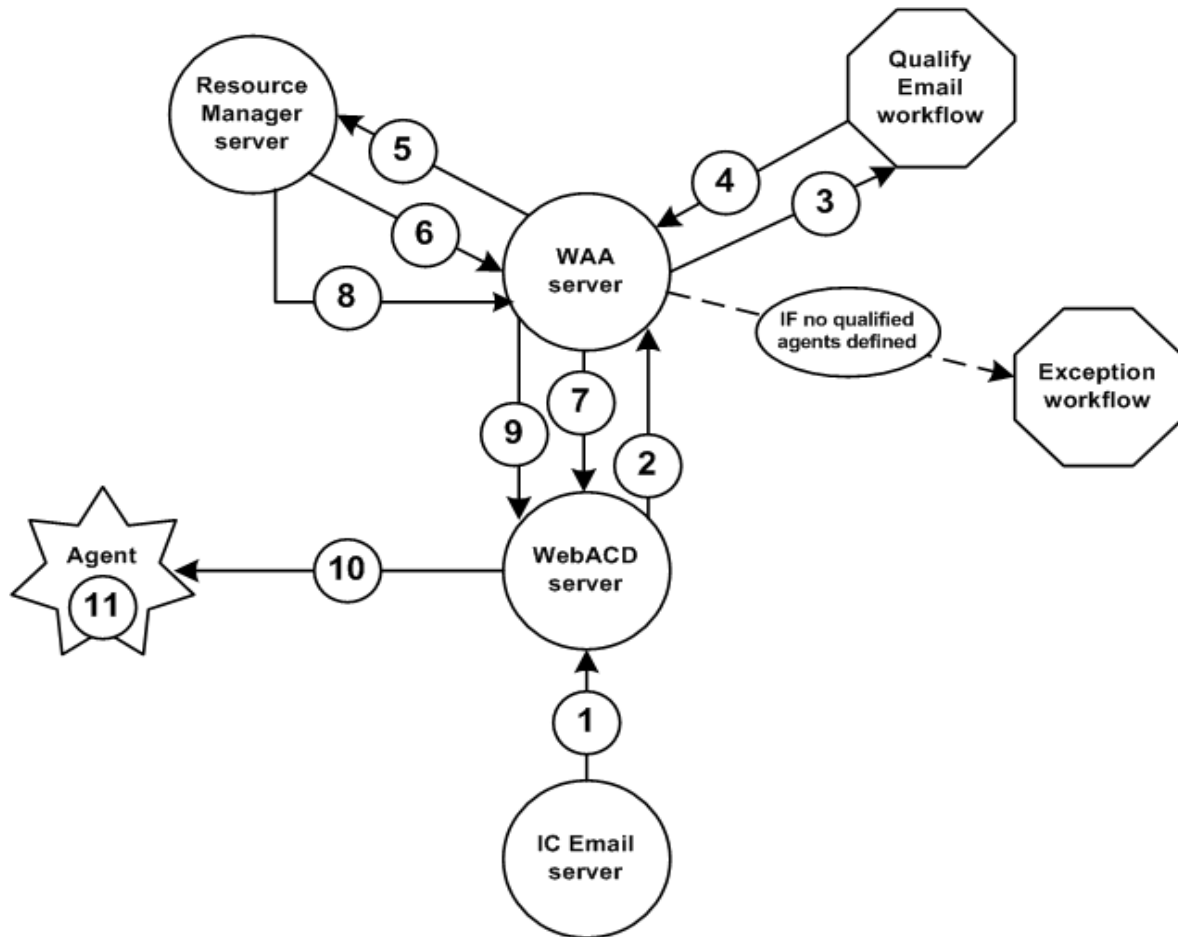 Resource
Manager
server
Qualify
Email
workflow
5
4
3
6
WAA
server
8
IF no qualified
agents defined
Exception
workflow
7
9
2
Agent
11
10
WebACD
server
1
IC Email
server